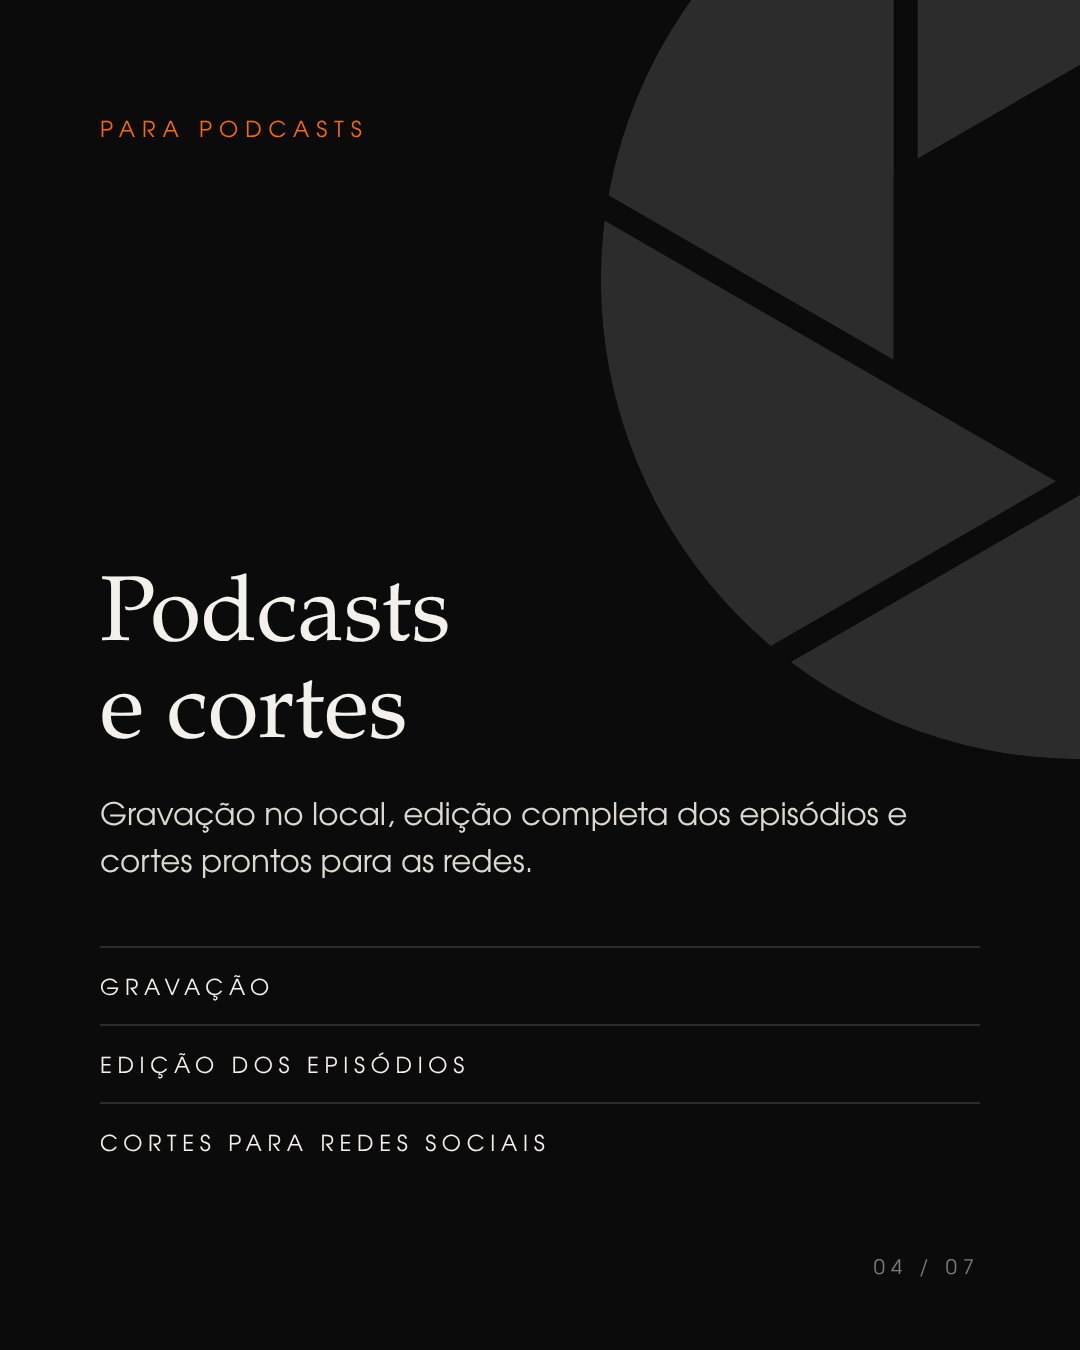 PARA PODCASTS
Podcasts
e cortes
Gravação no local, edição completa dos episódios e
cortes prontos para as redes.
GRAVAÇÃO
EDIÇÃO DOS EPISÓDIOS
CORTES PARA REDES SOCIAIS
04 / 07